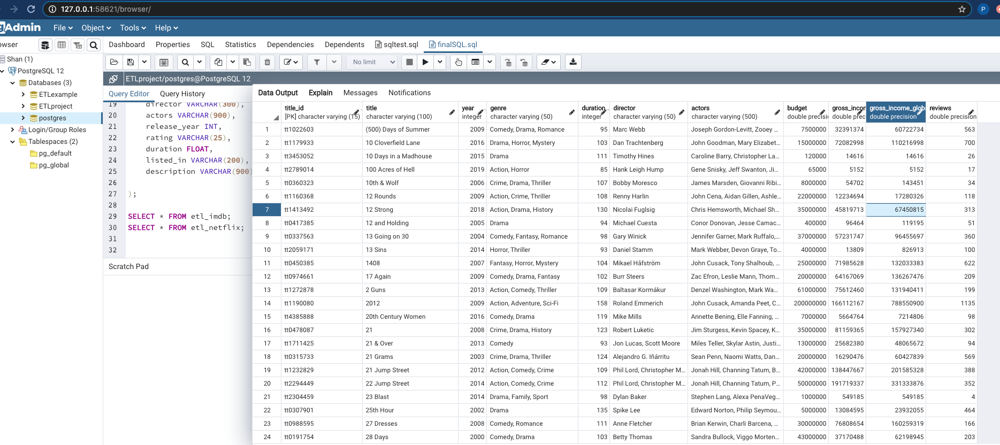 127.0.0.1:58621/browser/
P
gAdmin File Object Tools Help
owser Dashboard Properties SQL Statistics Dependencies Dependents sqltest.sql finalSQL.sql
Shan (1)
PostgreSQL 12
Databases (3)
ETLexample
ETLproject
postgres
Login/Group Roles
Tablespaces (2)
pg_default
pg_global
No limit
ETLproject/postgres@PostgreSQL 12
Query Editor Query History
19 director VARCHAR(300),
20 actors VARCHAR(900),
21 release_year INT,
22 rating VARCHAR(25),
23 duration FLOAT,
24 listed_in VARCHAR(200),
25 description VARCHAR(900)
26
27 );
28
29 SELECT * FROM etl_imdb;
30 SELECT * FROM etl_netflix;
31
32
Scratch Pad
Data Output Explain Messages Notifications
title_id title year genre duration director actors budget gross_incon gross_income_globa reviews
[PK] character varying (15) character varying (100) integer character varying (50) integer character varying (50) character varying (500) double precisi double prec double precision double precision
1 tt1022603 (500) Days of Summer 2009 Comedy, Drama, Romance 95 Marc Webb Joseph Gordon-Levitt, Zooey ... 7500000 32391374 60722734 563
2 tt1179933 10 Cloverfield Lane 2016 Drama, Horror, Mystery 103 Dan Trachtenberg John Goodman, Mary Elizabet... 15000000 72082998 110216998 700
3 tt3453052 10 Days in a Madhouse 2015 Drama 111 Timothy Hines Caroline Barry, Christopher La... 120000 14616 14616 26
4 tt2789014 100 Acres of Hell 2019 Action, Horror 85 Hank Leigh Hump Gene Snisky, Jeff Swanton, Ji... 65000 5152 5152 17
5 tt0360323 10th & Wolf 2006 Crime, Drama, Thriller 107 Bobby Moresco James Marsden, Giovanni Ribi... 8000000 54702 143451 34
6 tt1160368 12 Rounds 2009 Action, Crime, Thriller 108 Renny Harlin John Cena, Aidan Gillen, Ashle... 22000000 12234694 17280326 118
7 tt1413492 12 Strong 2018 Action, Drama, History 130 Nicolai Fuglsig Chris Hemsworth, Michael Sh... 35000000 45819713 67450815 313
8 tt0417385 12 and Holding 2005 Drama 94 Michael Cuesta Conor Donovan, Jesse Camac... 400000 96464 119195 51
9 tt0337563 13 Going on 30 2004 Comedy, Fantasy, Romance 98 Gary Winick Jennifer Garner, Mark Ruffalo,... 37000000 57231747 96455697 360
10 tt2059171 13 Sins 2014 Horror, Thriller 93 Daniel Stamm Mark Webber, Devon Graye, To... 4000000 13809 826913 100
11 tt0450385 1408 2007 Fantasy, Horror, Mystery 104 Mikael Håfström John Cusack, Tony Shalhoub, ... 25000000 71985628 132033383 622
12 tt0974661 17 Again 2009 Comedy, Drama, Fantasy 102 Burr Steers Zac Efron, Leslie Mann, Thom... 20000000 64167069 136267476 209
13 tt1272878 2 Guns 2013 Action, Comedy, Thriller 109 Baltasar Kormákur Denzel Washington, Mark Wa... 61000000 75612460 131940411 199
14 tt1190080 2012 2009 Action, Adventure, Sci-Fi 158 Roland Emmerich John Cusack, Amanda Peet, C... 200000000 166112167 788550900 1135
15 tt4385888 20th Century Women 2016 Comedy, Drama 119 Mike Mills Annette Bening, Elle Fanning, ... 7000000 5664764 7214806 98
16 tt0478087 21 2008 Crime, Drama, History 123 Robert Luketic Jim Sturgess, Kevin Spacey, K... 35000000 81159365 157927340 302
17 tt1711425 21 & Over 2013 Comedy 93 Jon Lucas, Scott Moore Miles Teller, Skylar Astin, Justi... 13000000 25682380 48065672 94
18 tt0315733 21 Grams 2003 Crime, Drama, Thriller 124 Alejandro G. Iñárritu Sean Penn, Naomi Watts, Dan... 20000000 16290476 60427839 569
19 tt1232829 21 Jump Street 2012 Action, Comedy, Crime 109 Phil Lord, Christopher M... Jonah Hill, Channing Tatum, B... 42000000 138447667 201585328 388
20 tt2294449 22 Jump Street 2014 Action, Comedy, Crime 112 Phil Lord, Christopher M... Jonah Hill, Channing Tatum, P... 50000000 191719337 331333876 352
21 tt2304459 23 Blast 2014 Drama, Family, Sport 98 Dylan Baker Stephen Lang, Alexa PenaVeg... 1000000 549185 549185 4
22 tt0307901 25th Hour 2002 Drama 135 Spike Lee Edward Norton, Philip Seymou... 5000000 13084595 23932055 464
23 tt0988595 27 Dresses 2008 Comedy, Romance 111 Anne Fletcher Brian Kerwin, Charli Barcena, ... 30000000 76808654 160259319 166
24 tt0191754 28 Days 2000 Comedy, Drama 103 Betty Thomas Sandra Bullock, Viggo Morten... 43000000 37170488 62198945 203